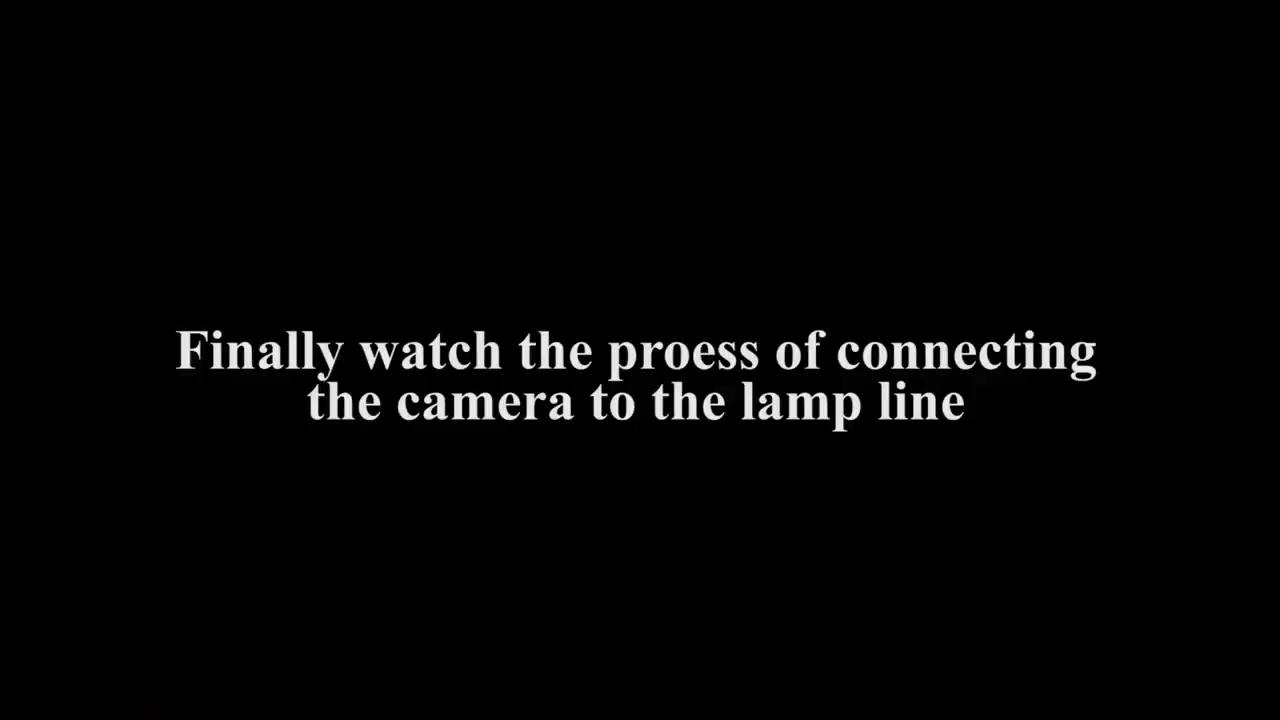 Finally watch the proess of connecting
the camera to the lamp line